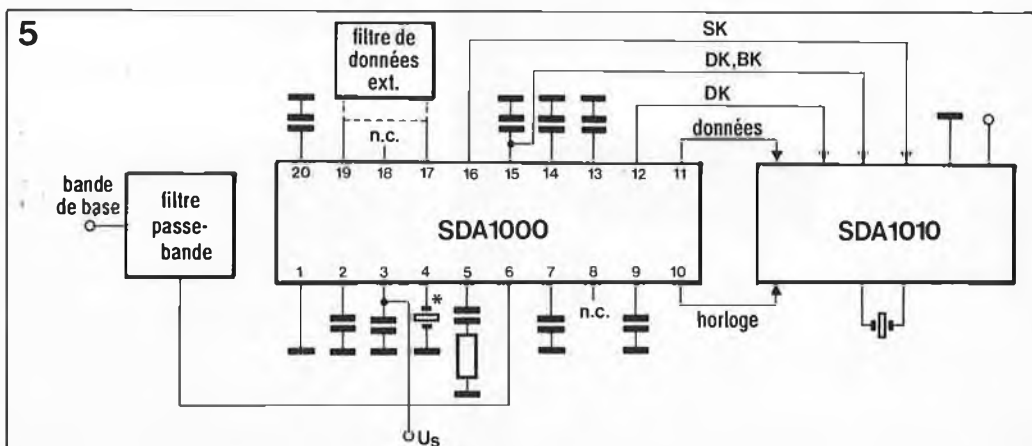 5
filtre de
données
ext.
SK
DK,BK
DK
données
n.c.
20 19 18 17 16 15 14 13 12 11
bande
de base
filtre
passe-
bande
SDA1000
SDA1010
1 2 3 4 5 6 7 8 9 10
*
n.c.
horloge
Us